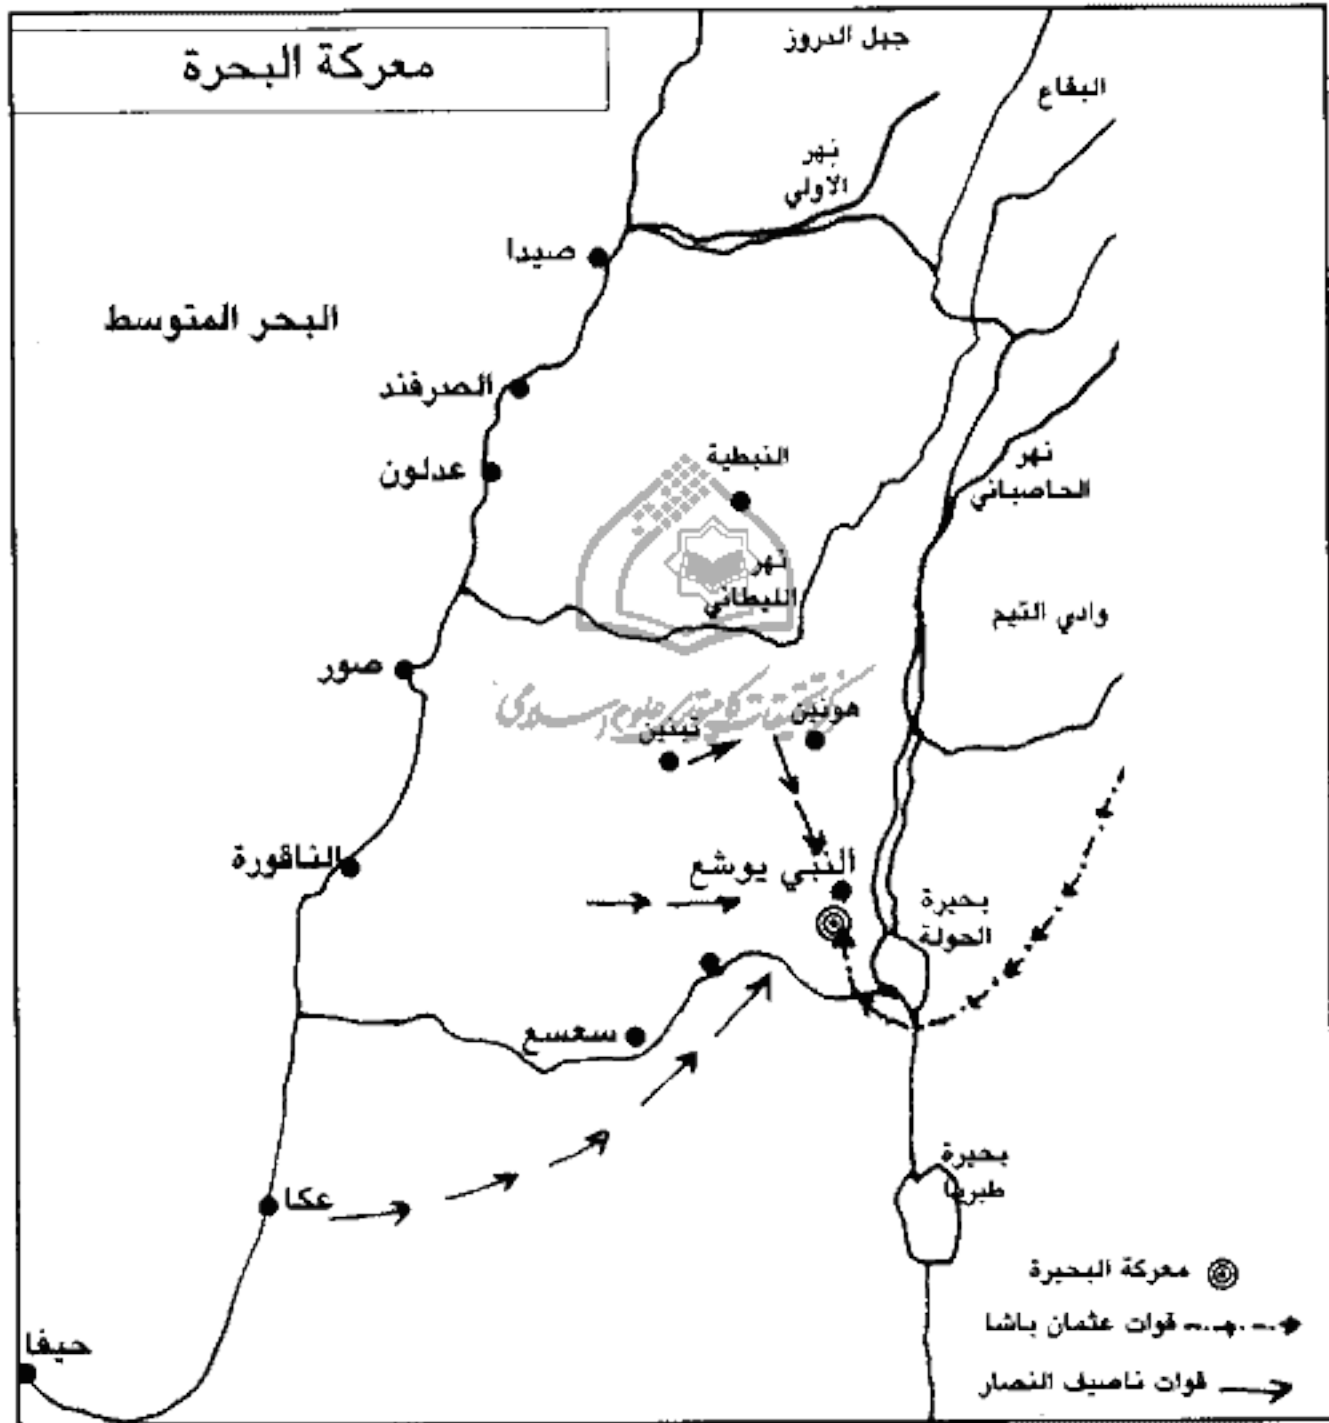 معركة البحرة
جبل الدروز
البقاع
نهر
الاولي
صيدا
البحر المتوسط
الصرفند
عدلون
النبطية
نهر
الحاصباني
نهر
الليطاني
وادي التيم
صور
هونين
تبنين
الناقورة
النبي يوشع
بحيرة
الحولة
سعسع
بحيرة
طبريا
عكا
حيفا
معركة البحيرة
قوات عثمان باشا
قوات ناصيف النصار